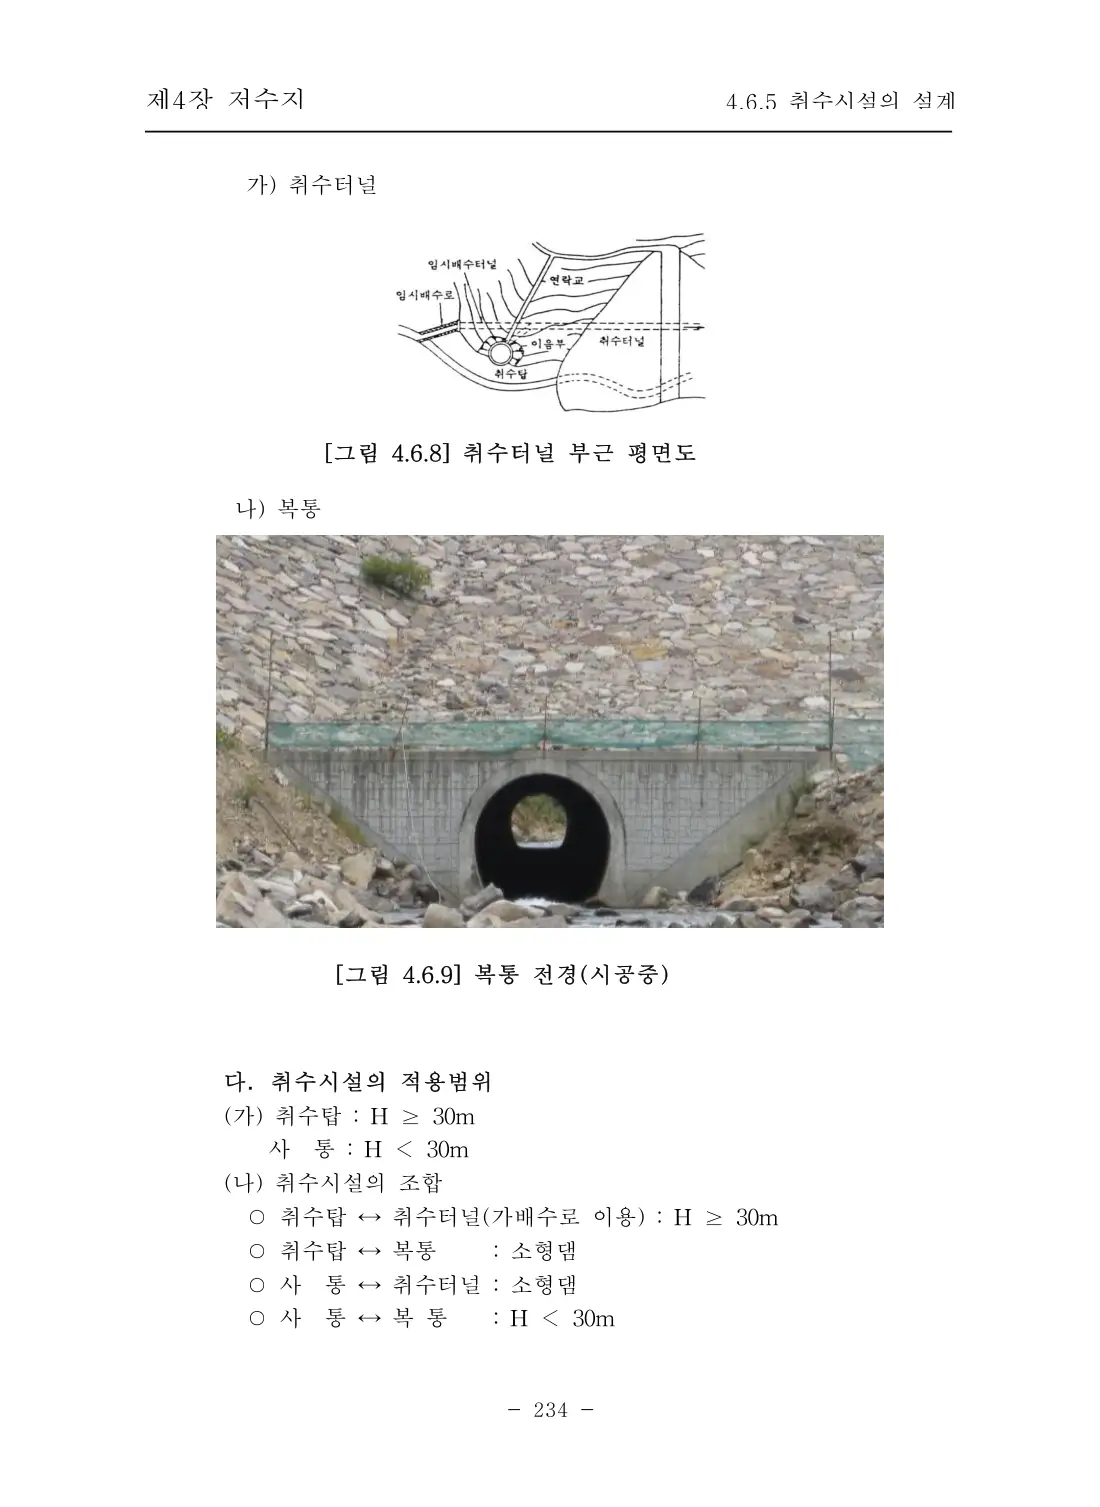 제4장 저수지
4.6.5 취수시설의 설계
가) 취수터널
임시배수터널
연락교
임시배수로
이음부
취수터널
취수탑
[그림 4.6.8] 취수터널 부근 평면도
나) 복통
[그림 4.6.9] 복통 전경(시공중)
다. 취수시설의 적용범위
(가) 취수탑 : H ≥ 30m
사 통 : H < 30m
(나) 취수시설의 조합
○ 취수탑 ↔ 취수터널(가배수로 이용) : H ≥ 30m
○ 취수탑 ↔ 복통 : 소형댐
○ 사 통 ↔ 취수터널 : 소형댐
○ 사 통 ↔ 복 통 : H < 30m
- 234 -